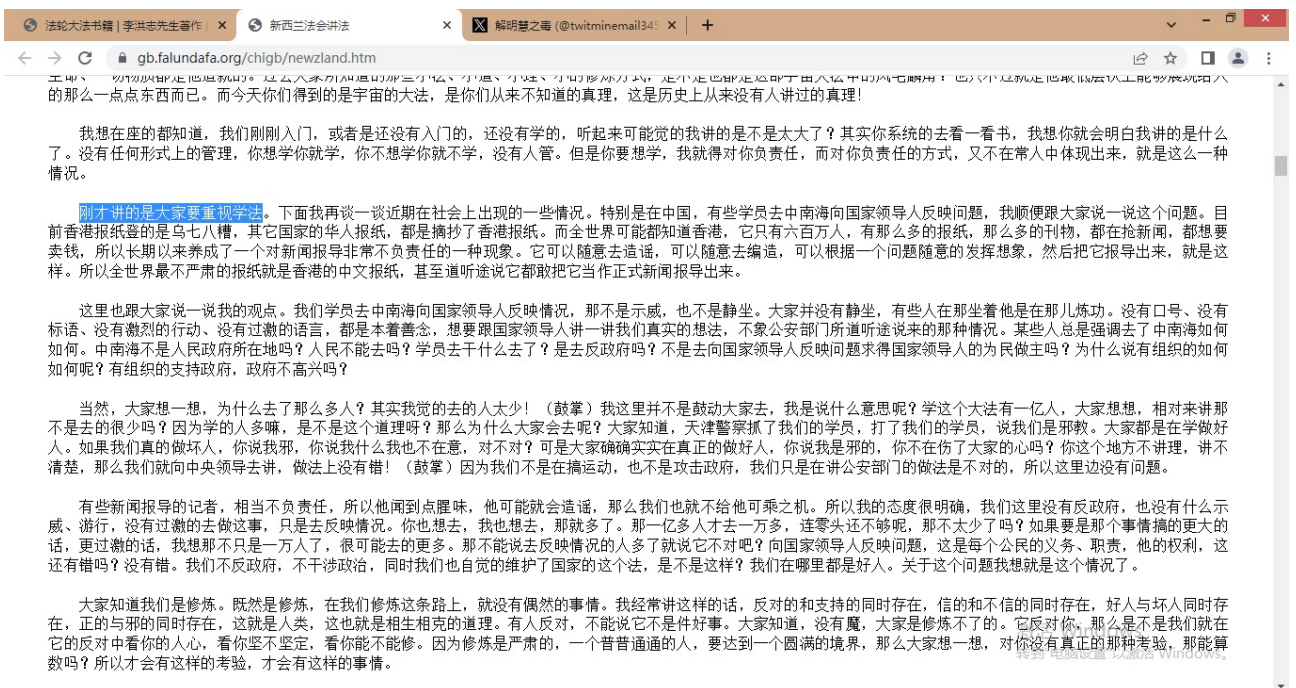 法轮大法书籍 | 李洪志先生著作 |
新西兰法会讲法
解明慧之毒 (@twitminemail345
gb.falundafa.org/chigb/newzland.htm
的那么一点点东西而已。而今天你们得到的是宇宙的大法，是你们从来不知道的真理，这是历史上从来没有人讲过的真理！
我想在座的都知道，我们刚刚入门，或者是还没有入门的，还没有学的，听起来可能觉的我讲的是不是太大了？其实你系统的去看一看书，我想你就会明白我讲的是什么
了。没有任何形式上的管理，你想学你就学，你不想学你就不学，没有人管。但是你要想学，我就得对你负责任，而对你负责任的方式，又不在常人中体现出来，就是这么一种
情况。
刚才讲的是大家要重视学法。下面我再谈一谈近期在社会上出现的一些情况。特别是在中国，有些学员去中南海向国家领导人反映问题，我顺便跟大家说一说这个问题。目
前香港报纸登的是乌七八糟，其它国家的华人报纸，都是摘抄了香港报纸。而全世界可能都知道香港，它只有六百万人，有那么多的报纸，那么多的刊物，都在抢新闻，都想要
卖钱，所以长期以来养成了一个对新闻报导非常不负责任的一种现象。它可以随意去造谣，可以随意去编造，可以根据一个问题随意的发挥想象，然后把它报导出来，就是这
样。所以全世界最不严肃的报纸就是香港的中文报纸，甚至道听途说它都敢把它当作正式新闻报导出来。
这里也跟大家说一说我的观点。我们学员去中南海向国家领导人反映情况，那不是示威，也不是静坐。大家并没有静坐，有些人在那坐着他是在那儿炼功。没有口号、没有
标语、没有激烈的行动、没有过激的语言，都是本着善念，想要跟国家领导人讲一讲我们真实的想法，不象公安部门所道听途说来的那种情况。某些人总是强调去了中南海如何
如何。中南海不是人民政府所在地吗？人民不能去吗？学员去干什么去了？是去反政府吗？不是去向国家领导人反映问题求得国家领导人的为民做主吗？为什么说有组织的如何
如何呢？有组织的支持政府，政府不高兴吗？
当然，大家想一想，为什么去了那么多人？其实我觉的去的人太少！（鼓掌）我这里并不是鼓动大家去，我是说什么意思呢？学这个大法有一亿人，大家想想，相对来讲那
不是去的很少吗？因为学的人多嘛，是不是这个道理呀？那么为什么大家会去呢？大家知道，天津警察抓了我们的学员，打了我们的学员，说我们是邪教。大家都是在学做好
人。如果我们真的做坏人，你说我邪，你说我什么我也不在意，对不对？可是大家确确实实在真正的做好人，你说我是邪的，你不在伤了大家的心吗？你这个地方不讲理，讲不
清楚，那么我们就向中央领导去讲，做法上没有错！（鼓掌）因为我们不是在搞运动，也不是攻击政府，我们只是在讲公安部门的做法是不对的，所以这里边没有问题。
有些新闻报导的记者，相当不负责任，所以他闻到点腥味，他可能就会造谣，那么我们也就不给他可乘之机。所以我的态度很明确，我们这里没有反政府，也没有什么示
威、游行，没有过激的去做这事，只是去反映情况。你也想去，我也想去，那就多了。那一亿多人才去一万多，连零头还不够呢，那不太少了吗？如果要是那个事情搞的更大的
话，更过激的话，我想那不只是一万人了，很可能去的更多。那不能说去反映情况的人多了就说它不对吧？向国家领导人反映问题，这是每个公民的义务、职责，他的权利，这
还有错吗？没有错。我们不反政府，不干涉政治，同时我们也自觉的维护了国家的这个法，是不是这样？我们在哪里都是好人。关于这个问题我想就是这个情况了。
大家知道我们是修炼。既然是修炼，在我们修炼这条路上，就没有偶然的事情。我经常讲这样的话，反对的和支持的同时存在，信的和不信的同时存在，好人与坏人同时存
在，正的与邪的同时存在，这就是人类，这也就是相生相克的道理。有人反对，不能说它不是件好事。大家知道，没有魔，大家是修炼不了的。它反对你，那么是不是我们就在
它的反对中看你的人心，看你坚不坚定，看你能不能修。因为修炼是严肃的，一个普普通通的人，要达到一个圆满的境界，那么大家想一想，对你没有真正的那种考验，那能算
数吗？所以才会有这样的考验，才会有这样的事情。
激活 Windows
转到"电脑设置"以激活 Windows。